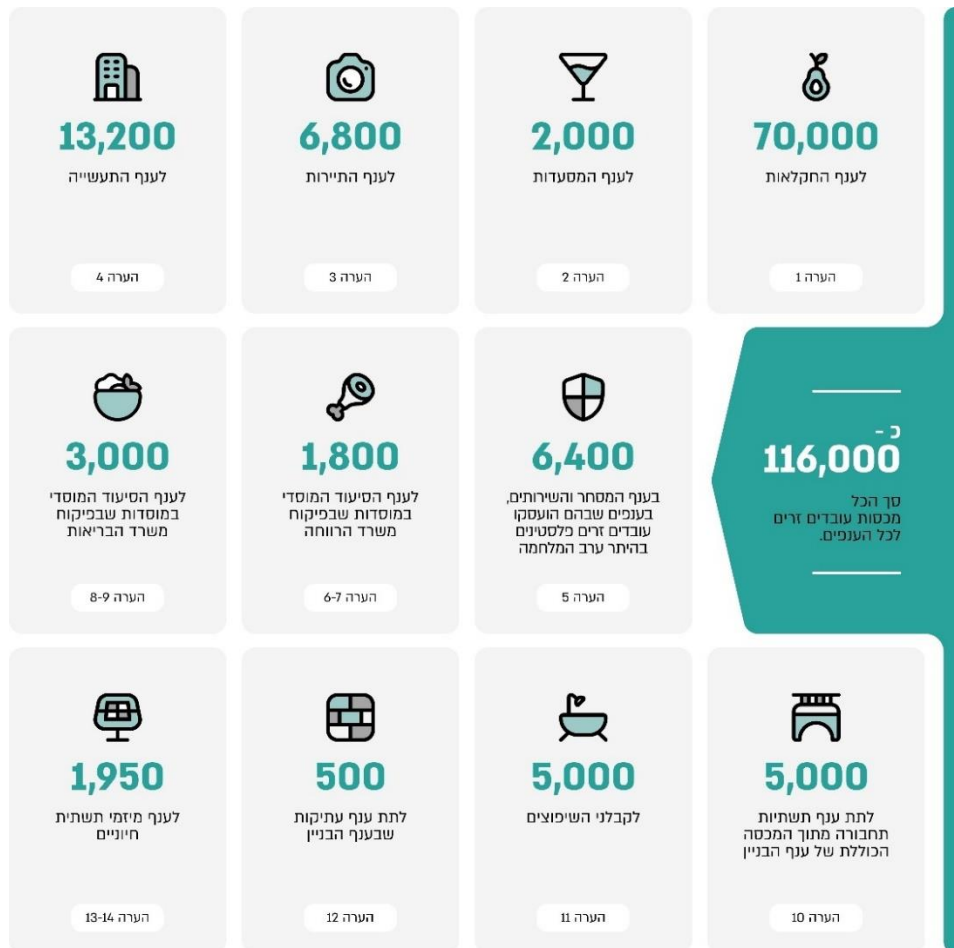 70,000
לענף החקלאות
הערה 1
2,000
לענף המסעדות
הערה 2
6,800
לענף התיירות
הערה 3
13,200
לענף התעשייה
הערה 4
כ -
116,000
סך הכל
מכסות עובדים זרים
לכל הענפים.
6,400
בענף המסחר והשירותים,
בענפים שבהם הועסקו
עובדים זרים פלסטינים
בהיתר ערב המלחמה
הערה 5
1,800
לענף הסיעוד המוסדי
במוסדות שבפיקוח
משרד הרווחה
הערה 6-7
3,000
לענף הסיעוד המוסדי
במוסדות שבפיקוח
משרד הבריאות
הערה 8-9
5,000
לתת ענף תשתיות
תחבורה מתוך המכסה
הכוללת של ענף הבניין
הערה 10
5,000
לקבלני השיפוצים
הערה 11
500
לתת ענף עתיקות
שבענף הבניין
הערה 12
1,950
לענף מיזמי תשתית
חיוניים
הערה 13-14